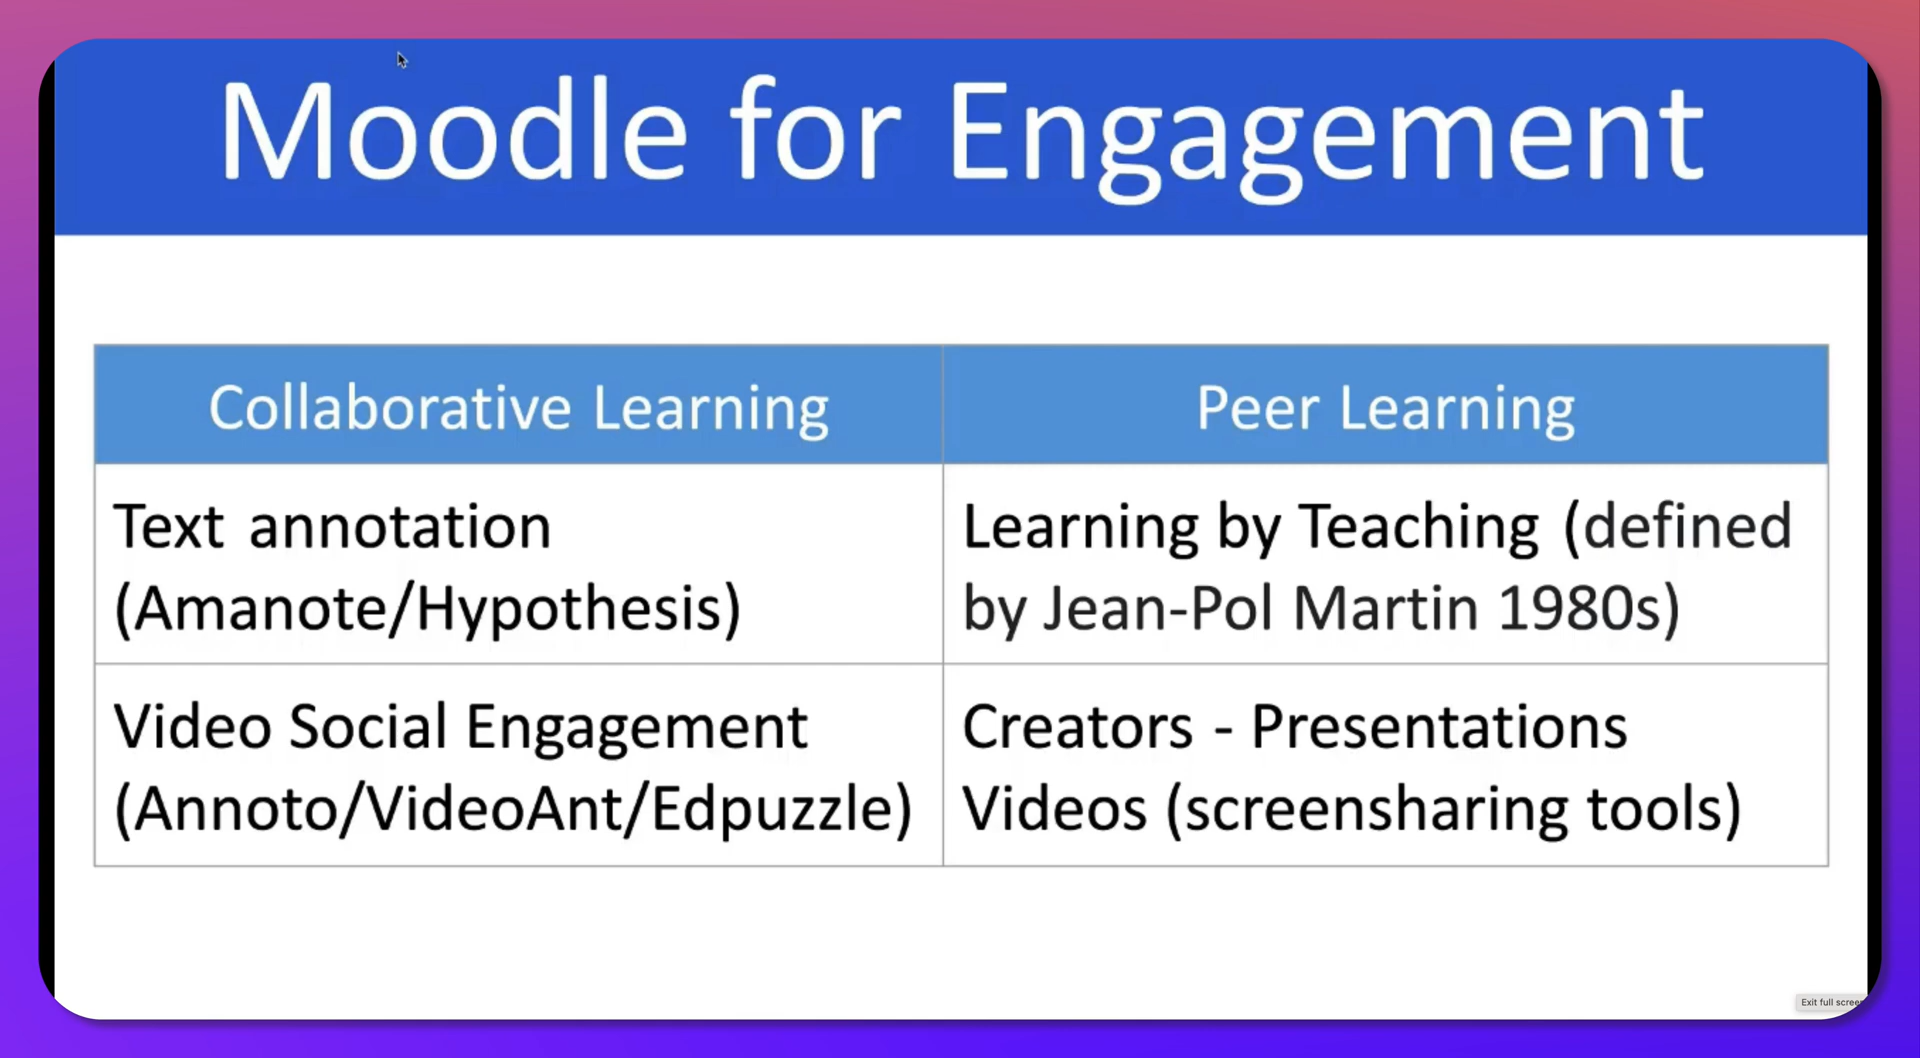 Moodle for Engagement
Collaborative Learning
Peer Learning
Text annotation
(Amanote/Hypothesis)
Learning by Teaching (defined
by Jean-Pol Martin 1980s)
Video Social Engagement
(Annoto/VideoAnt/Edpuzzle)
Creators - Presentations
Videos (screensharing tools)
Exit full screen